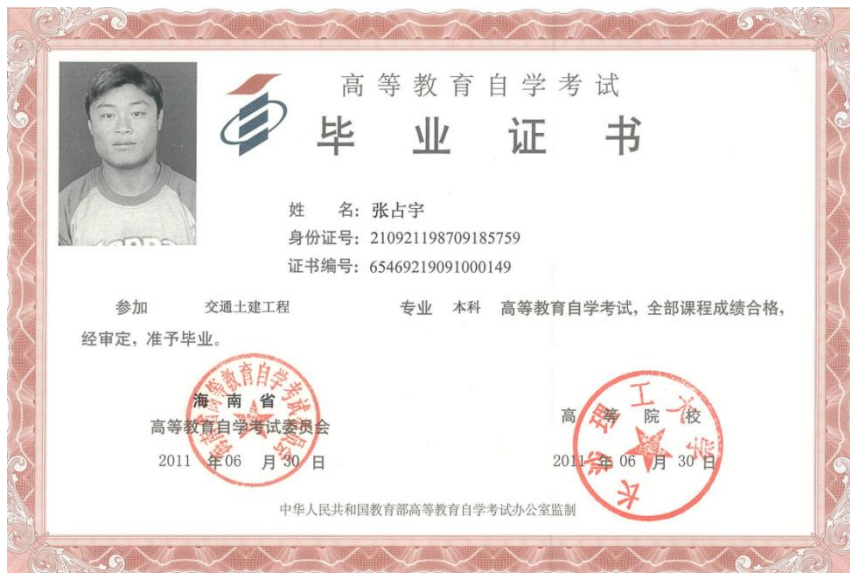 高等教育自学考试
毕业证书
姓 名：张占宇
身份证号：210921198709185759
证书编号：65469219091000149
参加 交通土建工程 专业 本科 高等教育自学考试，全部课程成绩合格，
经审定，准予毕业。
海南省
高等教育自学考试委员会
2011 年 06 月 30 日
高等院校
长沙理工大学
2011 年 06 月 30 日
中华人民共和国教育部高等教育自学考试办公室监制